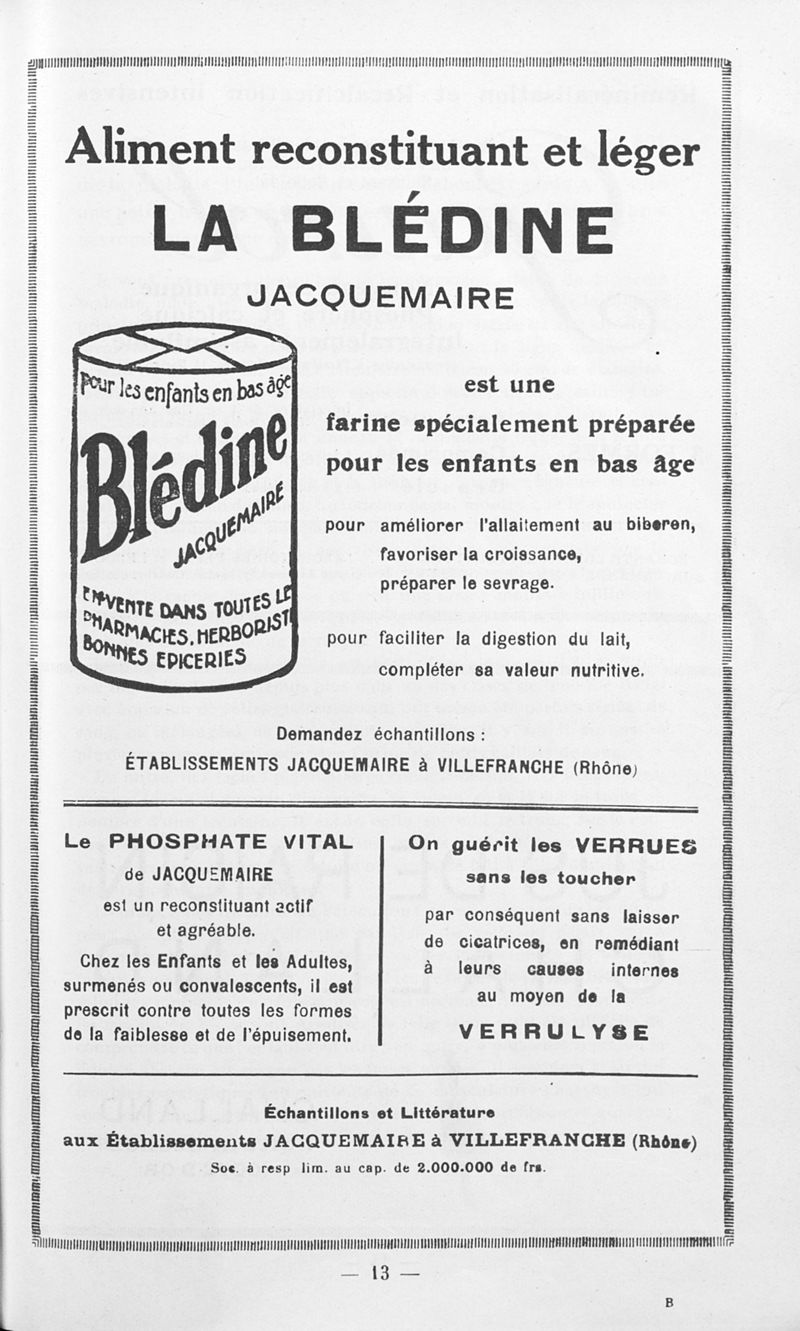 Aliment reconstituant et léger
LA BLÉDINE
JACQUEMAIRE
Pour les enfants en bas âge
Blédine
JACQUEMAIRE
EN VENTE DANS TOUTES LE
PHARMACIES, HERBORIST
BONNES EPICERIES
est une
farine spécialement préparée
pour les enfants en bas âge
pour améliorer l'allaitement au biberen,
favoriser la croissance,
préparer le sevrage.
pour faciliter la digestion du lait,
compléter sa valeur nutritive.
Demandez échantillons :
ÉTABLISSEMENTS JACQUEMAIRE à VILLEFRANCHE (Rhône)
Le PHOSPHATE VITAL
de JACQUEMAIRE
est un reconstituant actif
et agréable.
Chez les Enfants et les Adultes,
surmenés ou convalescents, il est
prescrit contre toutes les formes
de la faiblesse et de l'épuisement.
On guérit les VERRUES
sans les toucher
par conséquent sans laisser
de cicatrices, en remédiant
à leurs causes internes
au moyen de la
VERRULYSE
Échantillons et Littérature
aux Établissements JACQUEMAIRE à VILLEFRANCHE (Rhône)
Soc. à resp lim. au cap. de 2.000.000 de frs.
— 13 —
B